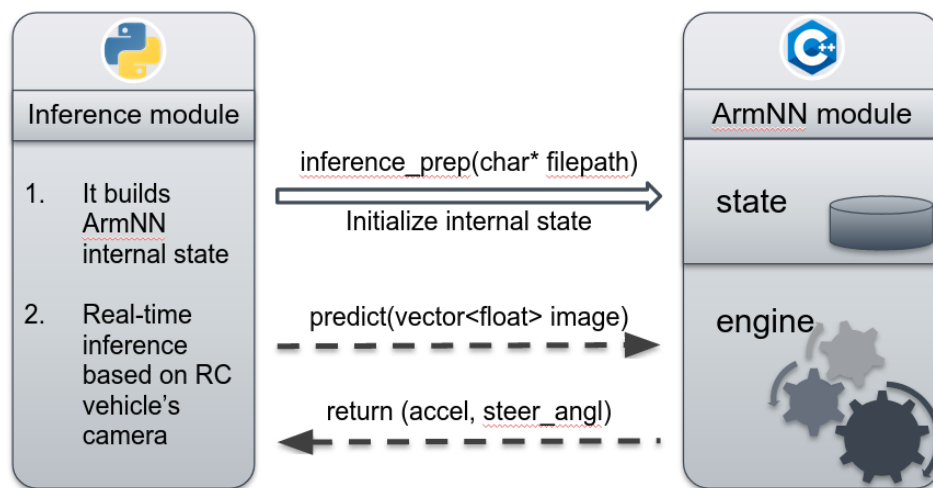 Inference module
1. It builds
ArmNN
internal state
2. Real-time
inference
based on RC
vehicle's
camera
inference_prep(char* filepath)
Initialize internal state
predict(vector<float> image)
return (accel, steer_angl)
C++
ArmNN module
state
engine